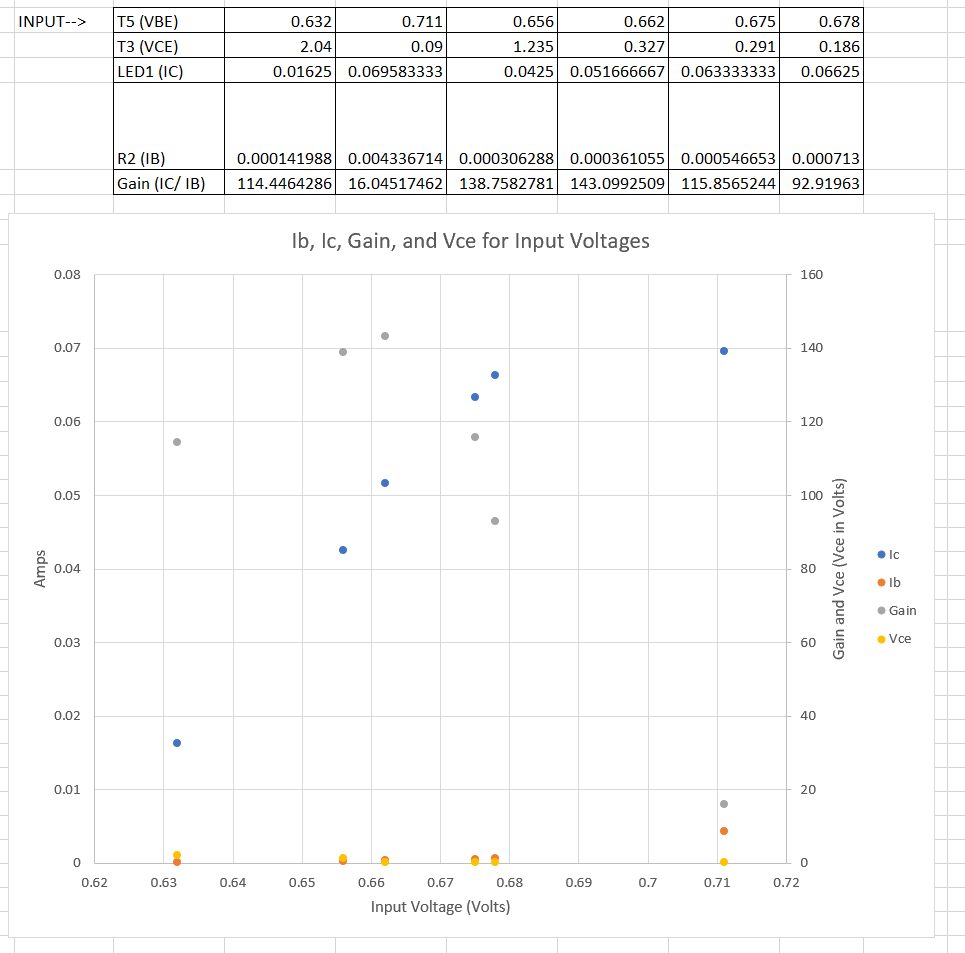 INPUT--> T5 (VBE) 0.632 0.711 0.656 0.662 0.675 0.678
T3 (VCE) 2.04 0.09 1.235 0.327 0.291 0.186
LED1 (IC) 0.01625 0.069583333 0.0425 0.051666667 0.063333333 0.06625
R2 (IB) 0.000141988 0.004336714 0.000306288 0.000361055 0.000546653 0.000713
Gain (IC/ IB) 114.4464286 16.04517462 138.7582781 143.0992509 115.8565244 92.91963
Ib, Ic, Gain, and Vce for Input Voltages
0.08 160
0.07 140
0.06 120
0.05 100
0.04 80
0.03 60
0.02 40
0.01 20
0 0
Amps
Gain and Vce (Vce in Volts)
Ic
Ib
Gain
Vce
0.62 0.63 0.64 0.65 0.66 0.67 0.68 0.69 0.7 0.71 0.72
Input Voltage (Volts)